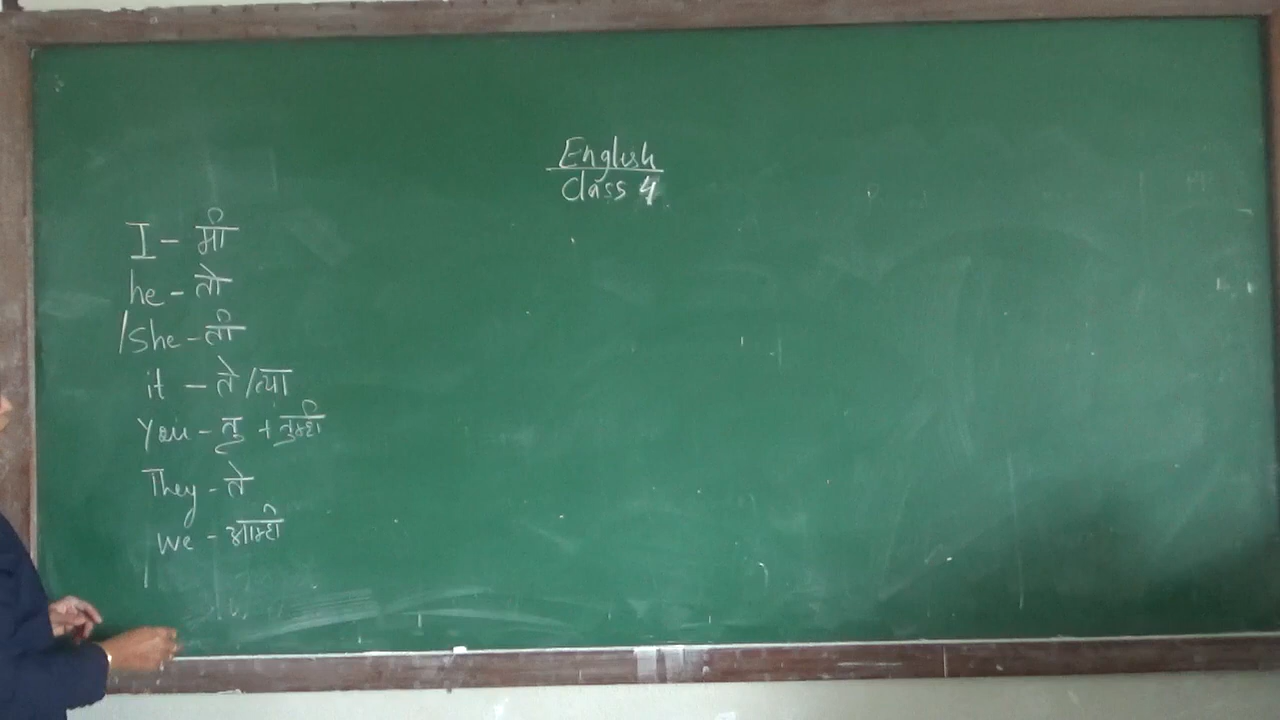 English
Class 4
I - मी
he - तो
/She - ती
it - ते / त्या
You - तु + तुम्ही
They - ते
we - आम्ही